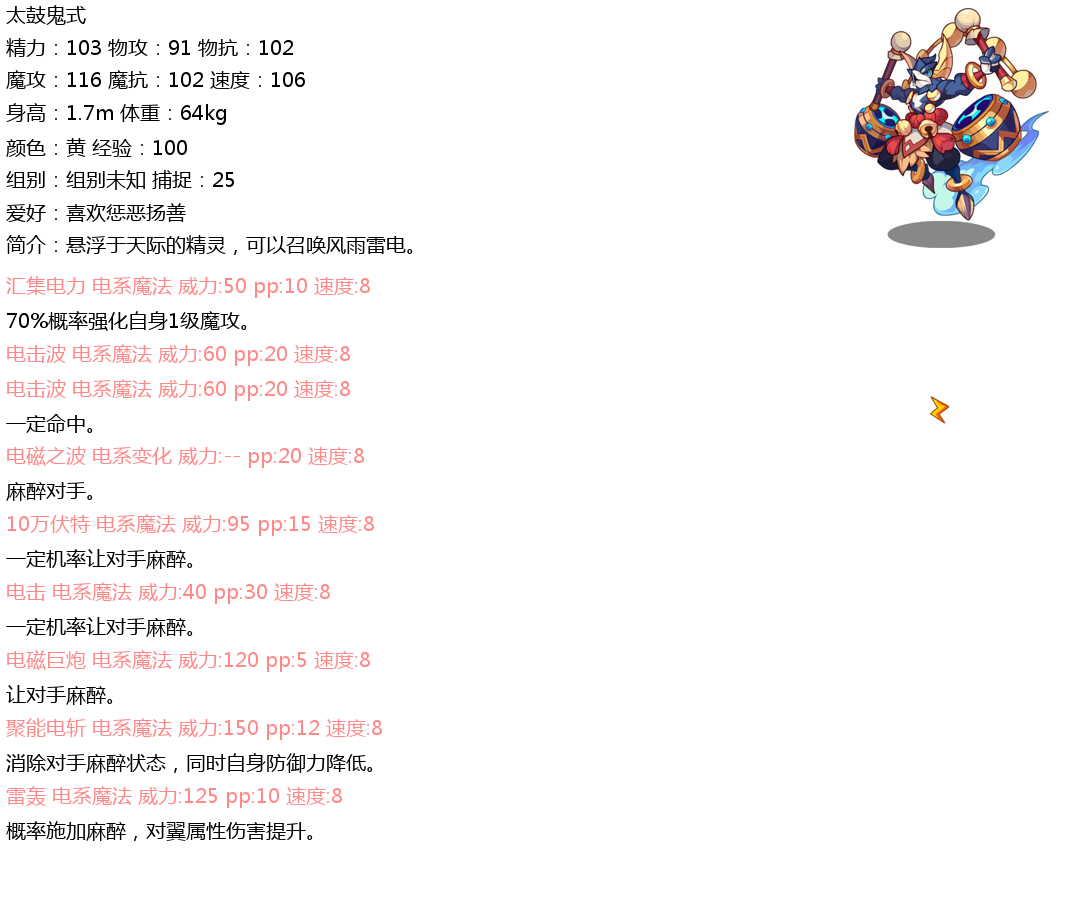 太鼓鬼式
精力：103 物攻：91 物抗：102
魔攻：116 魔抗：102 速度：106
身高：1.7m 体重：64kg
颜色：黄 经验：100
组别：组别未知 捕捉：25
爱好：喜欢惩恶扬善
简介：悬浮于天际的精灵，可以召唤风雨雷电。
汇集电力 电系魔法 威力:50 pp:10 速度:8
70%概率强化自身1级魔攻。
电击波 电系魔法 威力:60 pp:20 速度:8
电击波 电系魔法 威力:60 pp:20 速度:8
一定命中。
电磁之波 电系变化 威力:-- pp:20 速度:8
麻醉对手。
10万伏特 电系魔法 威力:95 pp:15 速度:8
一定机率让对手麻醉。
电击 电系魔法 威力:40 pp:30 速度:8
一定机率让对手麻醉。
电磁巨炮 电系魔法 威力:120 pp:5 速度:8
让对手麻醉。
聚能电斩 电系魔法 威力:150 pp:12 速度:8
消除对手麻醉状态，同时自身防御力降低。
雷轰 电系魔法 威力:125 pp:10 速度:8
概率施加麻醉，对翼属性伤害提升。